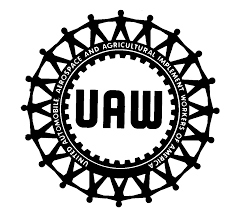 UNITED AUTOMOBILE AEROSPACE AND AGRICULTURAL IMPLEMENT WORKERS OF AMERICA
UAW